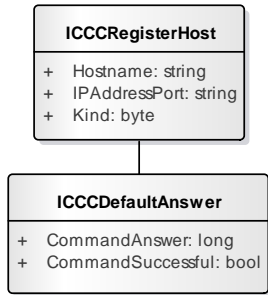 ICCCRegisterHost
+ Hostname: string
+ IPAddressPort: string
+ Kind: byte
ICCCDefaultAnswer
+ CommandAnswer: long
+ CommandSuccessful: bool